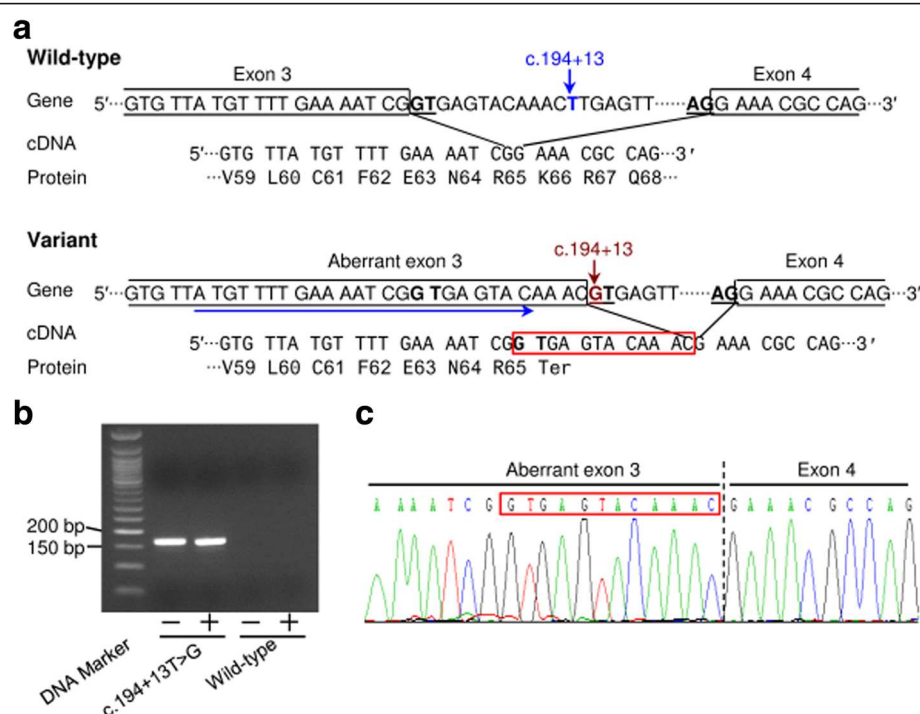 a
Wild-type
c.194+13
Exon 3
Exon 4
Gene 5′···GTG TTA TGT TTT GAA AAT CGGTGAGTACAAACTTGAGTT······AGG AAA CGC CAG···3′
cDNA 5′···GTG TTA TGT TTT GAA AAT CGG AAA CGC CAG···3′
Protein ···V59 L60 C61 F62 E63 N64 R65 K66 R67 Q68···
Variant
c.194+13
Aberrant exon 3
Exon 4
Gene 5′···GTG TTA TGT TTT GAA AAT CGG TGA GTA CAA ACGTGAGTT······AGG AAA CGC CAG···3′
cDNA 5′···GTG TTA TGT TTT GAA AAT CGG TGA GTA CAA ACG AAA CGC CAG···3′
Protein ···V59 L60 C61 F62 E63 N64 R65 Ter
b
200 bp
150 bp
− + − +
DNA Marker
c.194+13T>G
Wild-type
c
Aberrant exon 3
Exon 4
A A A A T C G G T G A G T A C A A A C G A A A C G C C A G